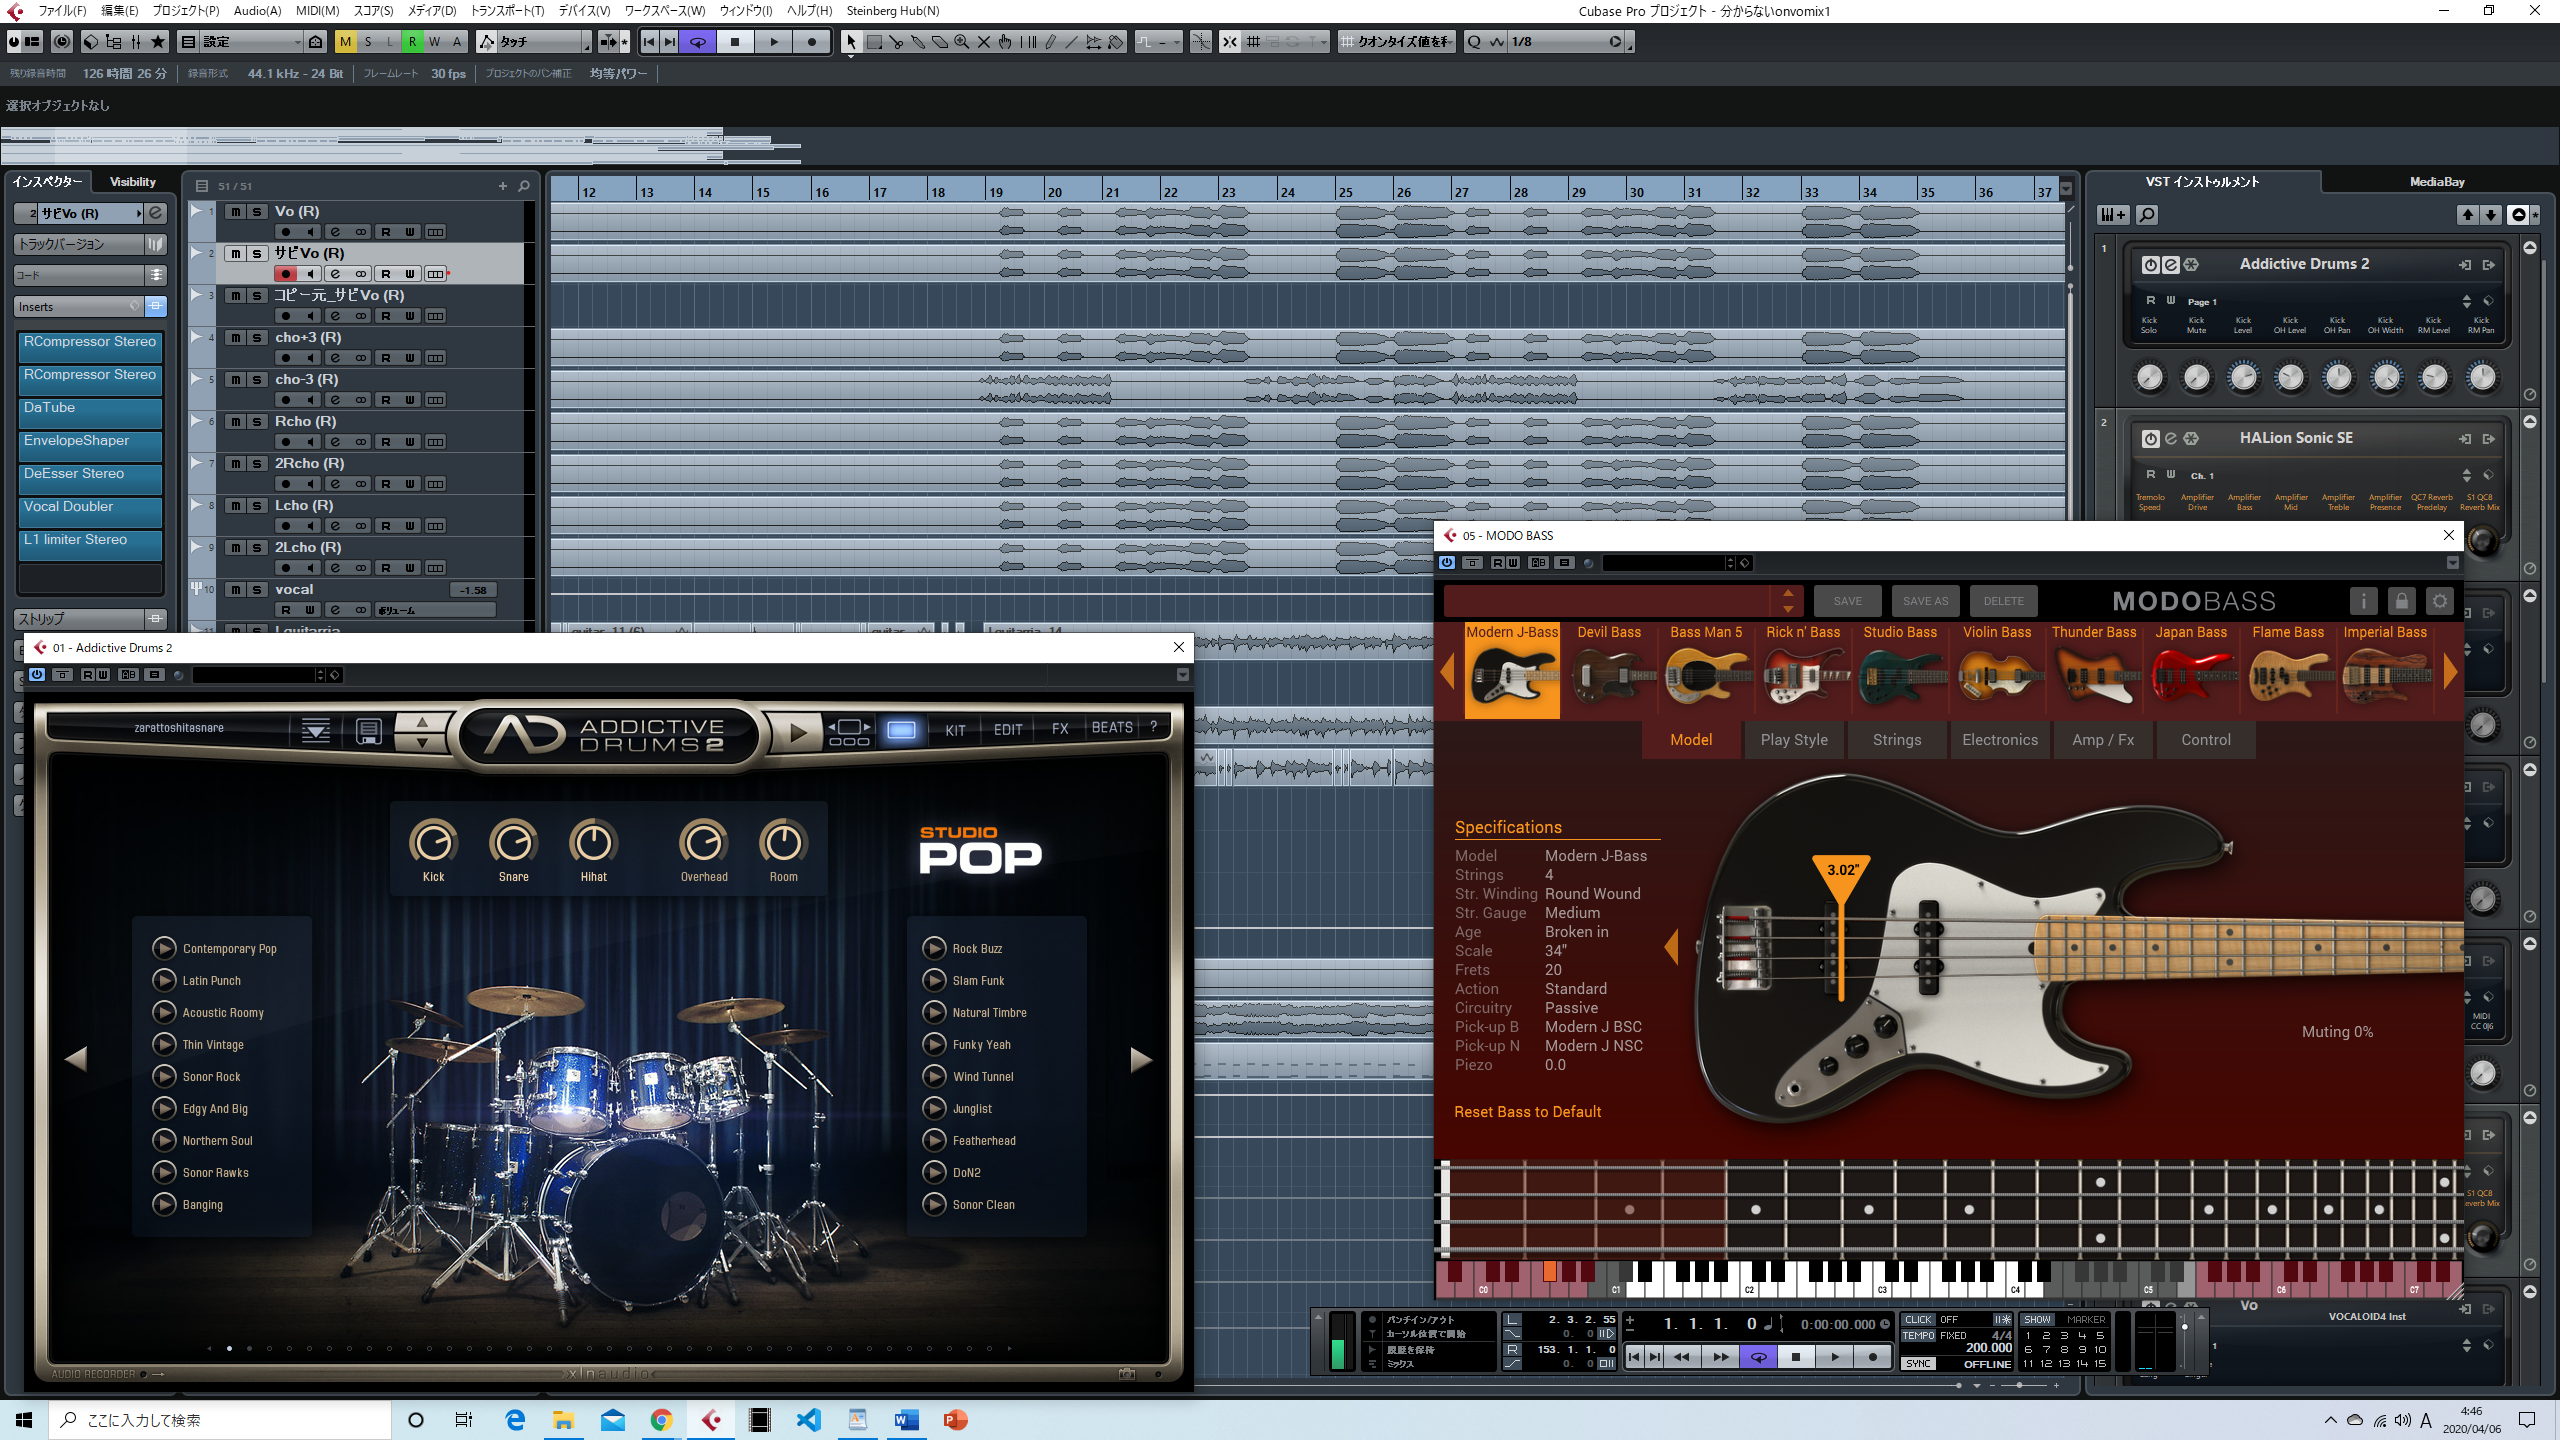 ファイル(F) 編集(E) プロジェクト(P) Audio(A) MIDI(M) スコア(S) メディア(D) トランスポート(T) デバイス(V) ワークスペース(W) ウィンドウ(I) ヘルプ(H) Steinberg Hub(N) Cubase Pro プロジェクト - 分からないonvomix1
設定 M S L R W A タッチ クオンタイズ値を利 Q 1/8
残り録音時間 126 時間 26 分 録音形式 44.1 kHz - 24 Bit フレームレート 30 fps プロジェクトのパン補正 均等パワー
選択オブジェクトなし
インスペクター Visibility 51 / 51
12 13 14 15 16 17 18 19 20 21 22 23 24 25 26 27 28 29 30 31 32 33 34 35 36 37
VST インストゥルメント MediaBay
2 サビVo (R)
トラックバージョン
コード
Inserts
RCompressor Stereo
RCompressor Stereo
DaTube
EnvelopeShaper
DeEsser Stereo
Vocal Doubler
L1 limiter Stereo
ストリップ
1 m s Vo (R)
R W
2 m s サビVo (R)
R W
3 m s コピー元_サビVo (R)
R W
4 m s cho+3 (R)
R W
5 m s cho-3 (R)
R W
6 m s Rcho (R)
R W
7 m s 2Rcho (R)
R W
8 m s Lcho (R)
R W
9 m s 2Lcho (R)
R W
10 m s vocal -1.58
R W ボリューム
1 Addictive Drums 2
R W Page 1
Kick Solo Kick Mute Kick Level Kick OH Level Kick OH Pan Kick OH Width Kick RM Level Kick RM Pan
2 HALion Sonic SE
R W Ch. 1
Tremolo Speed Amplifier Drive Amplifier Bass Amplifier Mid Amplifier Treble Amplifier Presence QC7 Reverb Predelay S1 QC8 Reverb Mix
MIDI
CC 0|6
S1 QC8
Vo
VOCALOID4 Inst
01 - Addictive Drums 2
R W
zarattoshitasnare
AD ADDICTIVE DRUMS 2
KIT EDIT FX BEATS ?
Kick Snare Hihat Overhead Room
STUDIO
POP
Contemporary Pop
Latin Punch
Acoustic Roomy
Thin Vintage
Sonor Rock
Edgy And Big
Northern Soul
Sonor Rawks
Banging
Rock Buzz
Slam Funk
Natural Timbre
Funky Yeah
Wind Tunnel
Junglist
Featherhead
DoN2
Sonor Clean
AUDIO RECORDER
xlnaudio
05 - MODO BASS
R W
SAVE SAVE AS DELETE MODOBASS
Modern J-Bass Devil Bass Bass Man 5 Rick n' Bass Studio Bass Violin Bass Thunder Bass Japan Bass Flame Bass Imperial Bass
Model Play Style Strings Electronics Amp / Fx Control
3.02"
Specifications
Model Modern J-Bass
Strings 4
Str. Winding Round Wound
Str. Gauge Medium
Age Broken in
Scale 34"
Frets 20
Action Standard
Circuitry Passive
Pick-up B Modern J BSC
Pick-up N Modern J NSC
Piezo 0.0
Reset Bass to Default
Muting 0%
C0 C1 C2 C3 C4 C5 C6 C7
パンチイン/アウト
カーソル位置で開始
履歴を保持
ミックス
L 2. 3. 2. 55
0. 0
R 153. 1. 1. 0
0. 0
1. 1. 1. 0 0:00:00.000
CLICK OFF
TEMPO FIXED 4/4
200.000
SYNC OFFLINE
SHOW MARKER
1 2 3 4 5
6 7 8 9 10
11 12 13 14 15
ここに入力して検索
A
4:46
2020/04/06